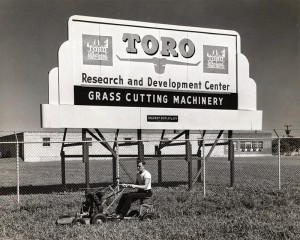 TORO
Research and Development Center
GRASS CUTTING MACHINERY